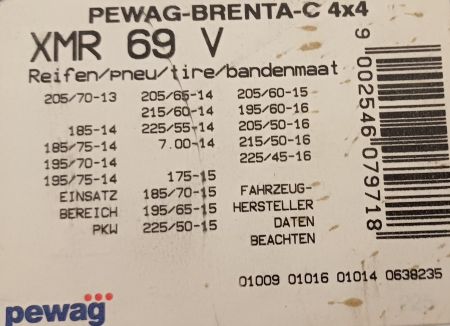 PEWAG-BRENTA-C 4x4
XMR 69 V
Reifen/pneu/tire/bandenmaat
205/70-13 205/65-14 205/60-15
215/60-14 195/60-16
185-14 225/55-14 205/50-16
185/75-14 7.00-14 215/50-16
195/70-14 225/45-16
195/75-14 175-15
EINSATZ 185/70-15 FAHRZEUG-
BEREICH 195/65-15 HERSTELLER
PKW 225/50-15 DATEN
BEACHTEN
9 002546 079718
01009 01016 01014 0638235
pewag